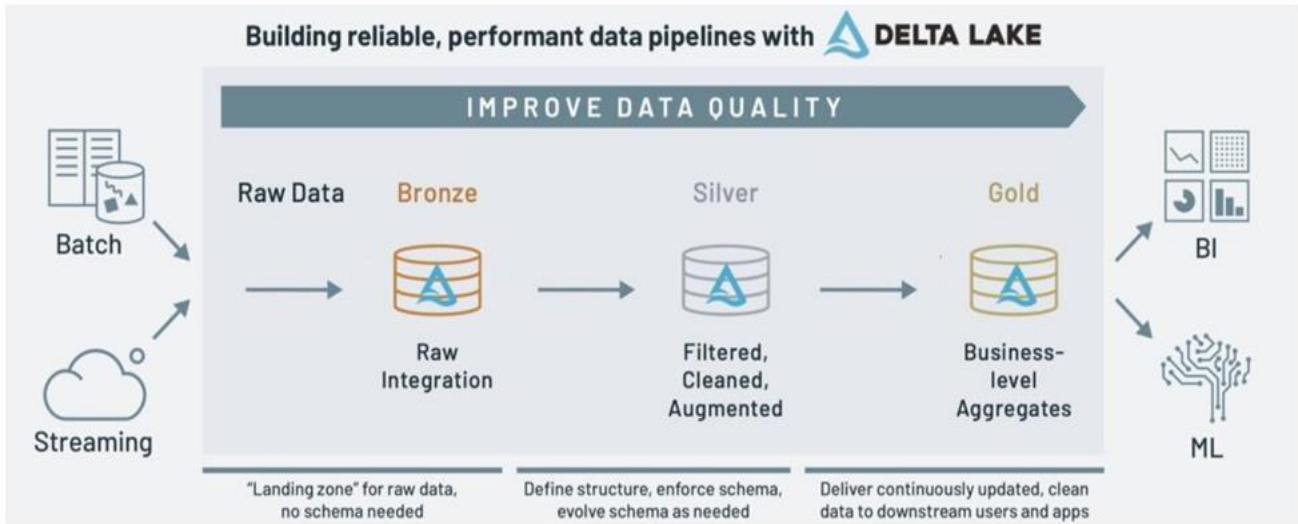 Building reliable, performant data pipelines with DELTA LAKE
IMPROVE DATA QUALITY
Batch
Streaming
Raw Data
Bronze
Silver
Gold
Raw
Integration
Filtered,
Cleaned,
Augmented
Business-
level
Aggregates
BI
ML
"Landing zone" for raw data,
no schema needed
Define structure, enforce schema,
evolve schema as needed
Deliver continuously updated, clean
data to downstream users and apps